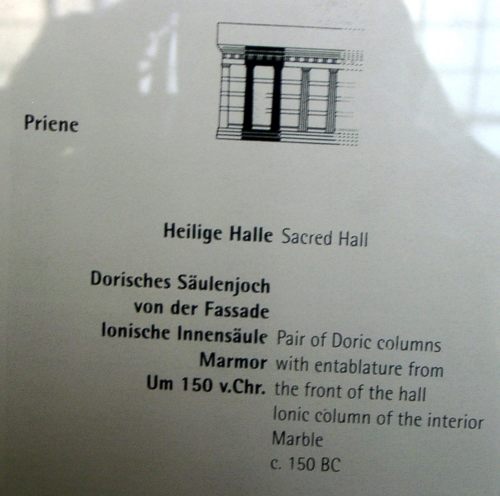 Priene
Heilige Halle Sacred Hall
Dorisches Säulenjoch
von der Fassade
Ionische Innensäule Pair of Doric columns
Marmor with entablature from
Um 150 v.Chr. the front of the hall
Ionic column of the interior
Marble
c. 150 BC